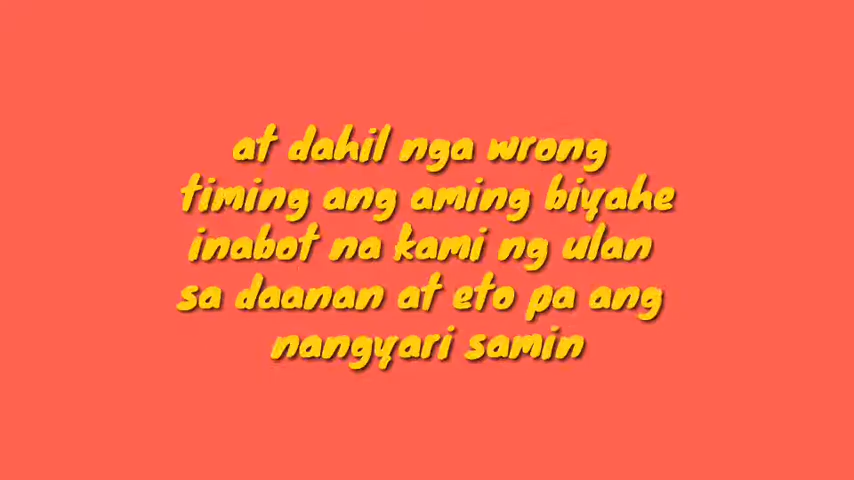 at dahil nga wrong
timing ang aming biyahe
inabot na kami ng ulan
sa daanan at eto pa ang
nangyari samin